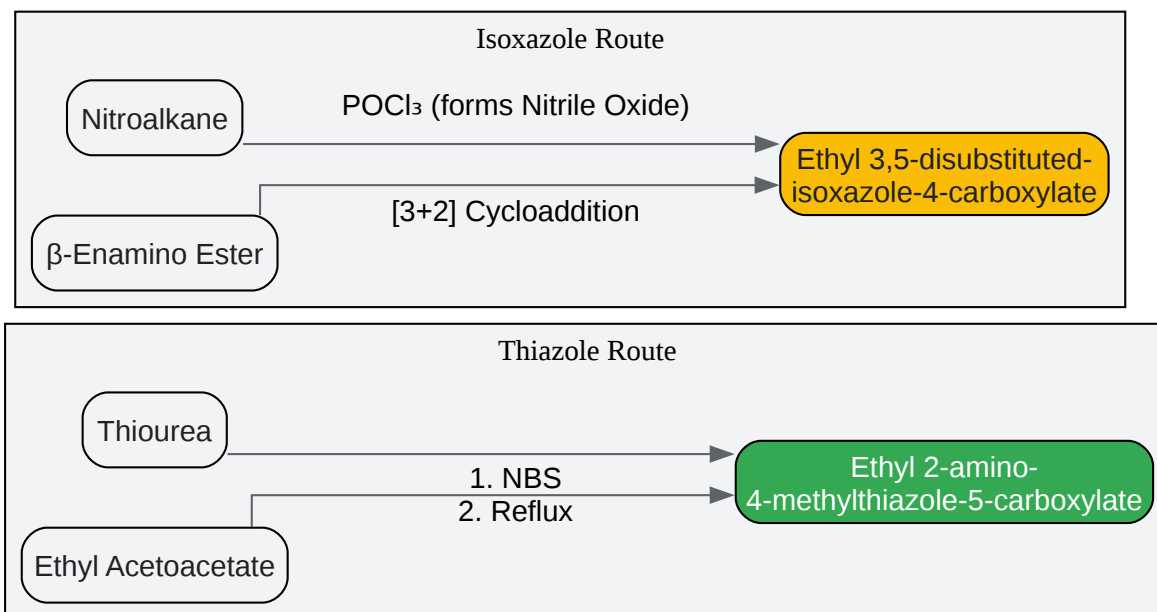 Isoxazole Route
Nitroalkane
POCl₃ (forms Nitrile Oxide)
Ethyl 3,5-disubstituted-
isoxazole-4-carboxylate
[3+2] Cycloaddition
β-Enamino Ester
Thiazole Route
Thiourea
1. NBS
2. Reflux
Ethyl 2-amino-
4-methylthiazole-5-carboxylate
Ethyl Acetoacetate